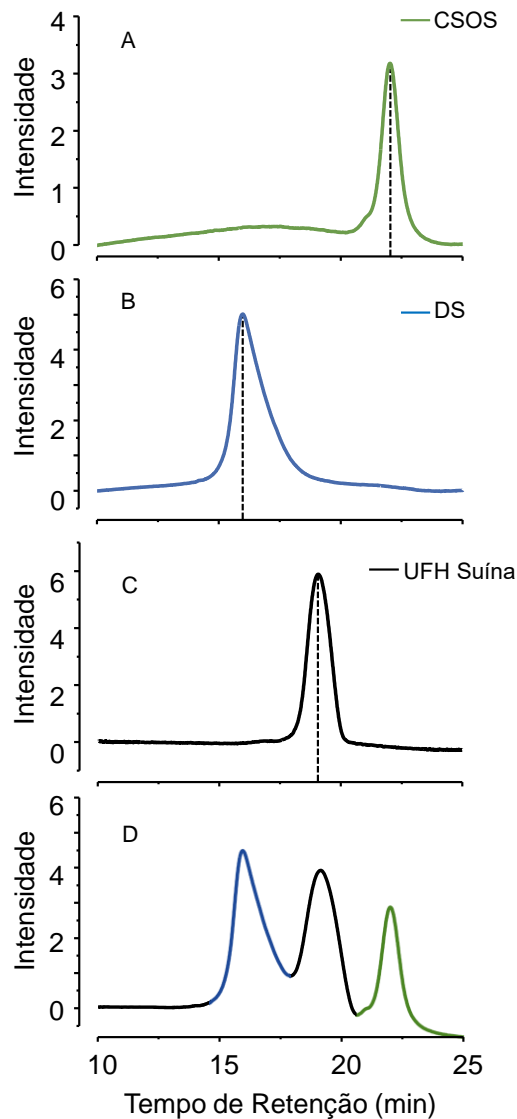 4
3
2
1
0
Intensidade
A
CSOS
6
4
2
0
Intensidade
B
DS
6
4
2
0
Intensidade
C
UFH Suína
6
4
2
0
Intensidade
D
10 15 20 25
Tempo de Retenção (min)